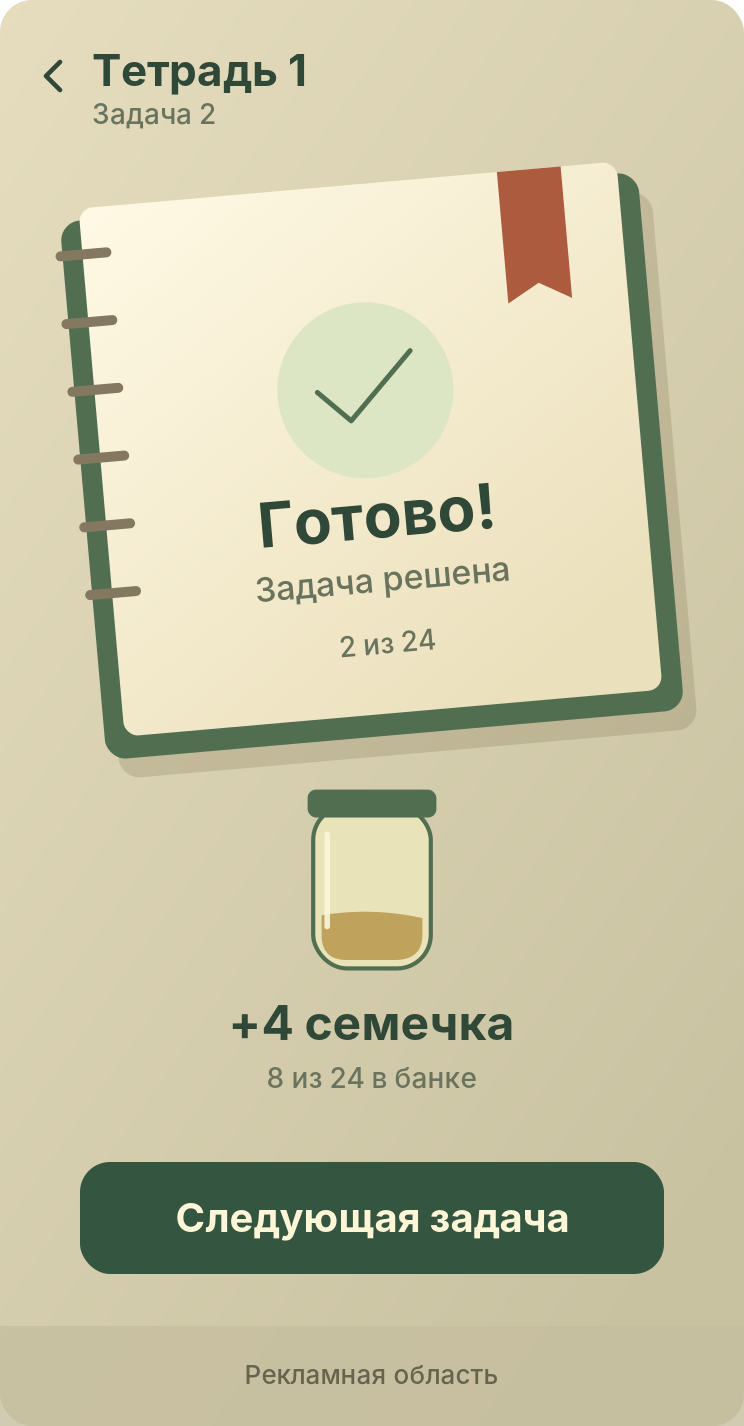 Тетрадь 1
Задача 2
Готово!
Задача решена
2 из 24
+4 семечка
8 из 24 в банке
Следующая задача
Рекламная область